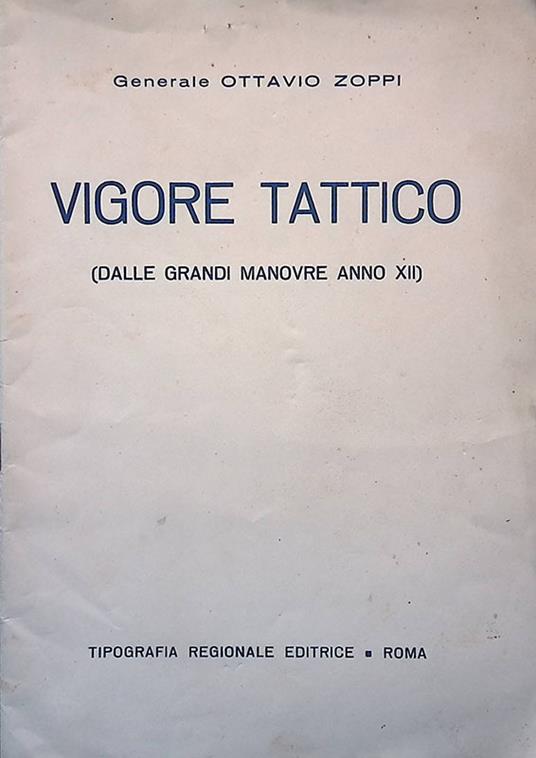 Generale OTTAVIO ZOPPI
VIGORE TATTICO
(DALLE GRANDI MANOVRE ANNO XII)
TIPOGRAFIA REGIONALE EDITRICE ▪ ROMA